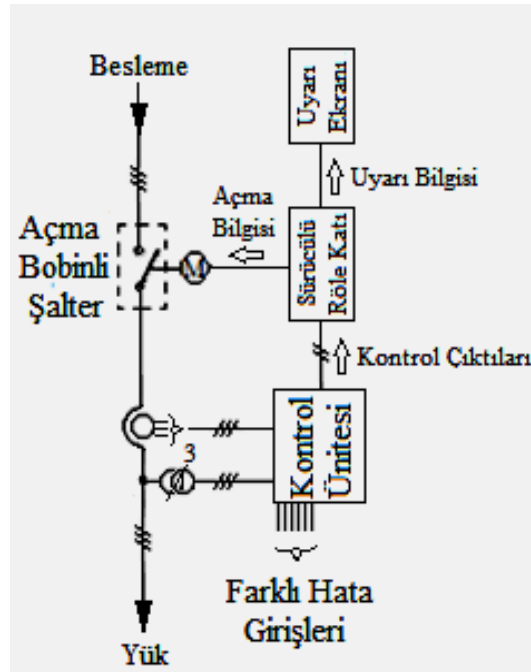 Besleme
Uyarı
Ekranı
Uyarı Bilgisi
Açma
Bilgisi
Açma
Bobinli
Şalter
M
Sürücülü
Röle Katı
Kontrol Çıktıları
3
Kontrol
Ünitesi
Farklı Hata
Girişleri
Yük